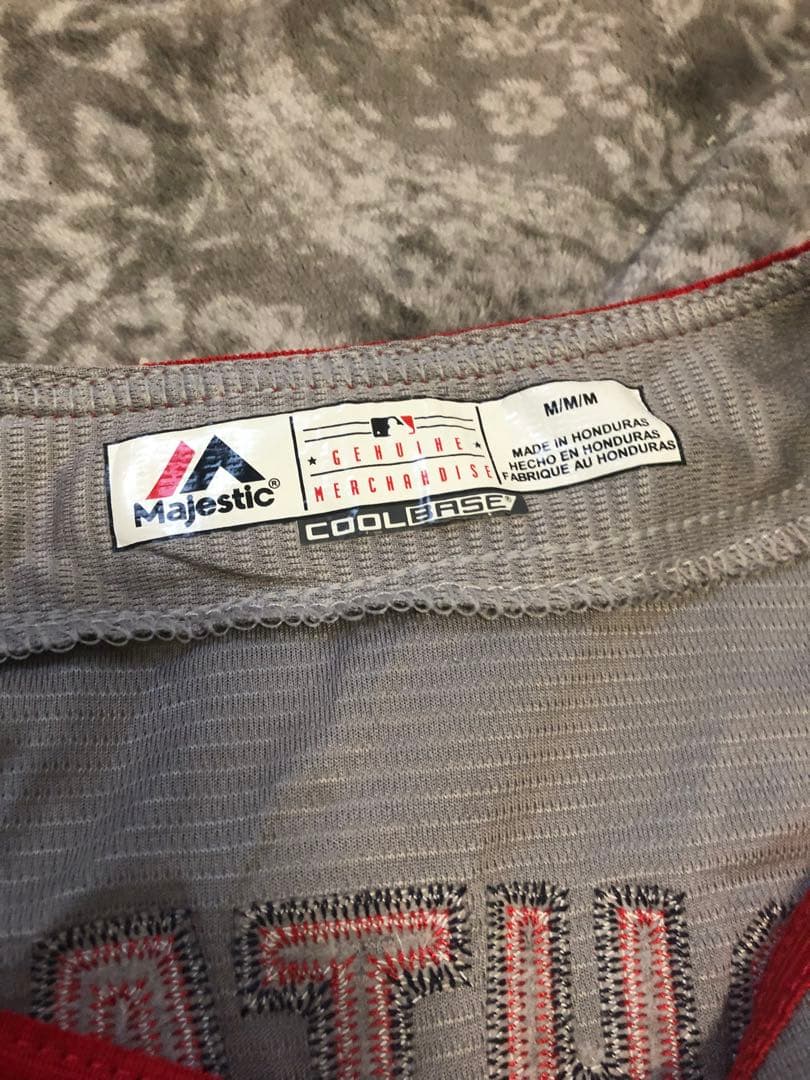 Majestic®
GENUINE
MERCHANDISE
COOLBASE®
M/M/M
MADE IN HONDURAS
HECHO EN HONDURAS
FABRIQUE AU HONDURAS